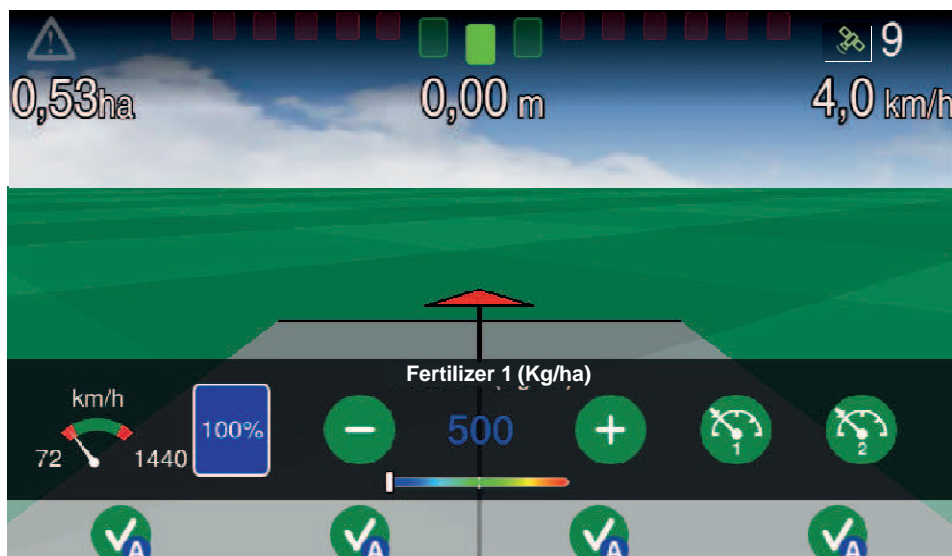 9
0,53ha
0,00 m
4,0 km/h
Fertilizer 1 (Kg/ha)
km/h
72
1440
100%
500
1
2
A
A
A
A